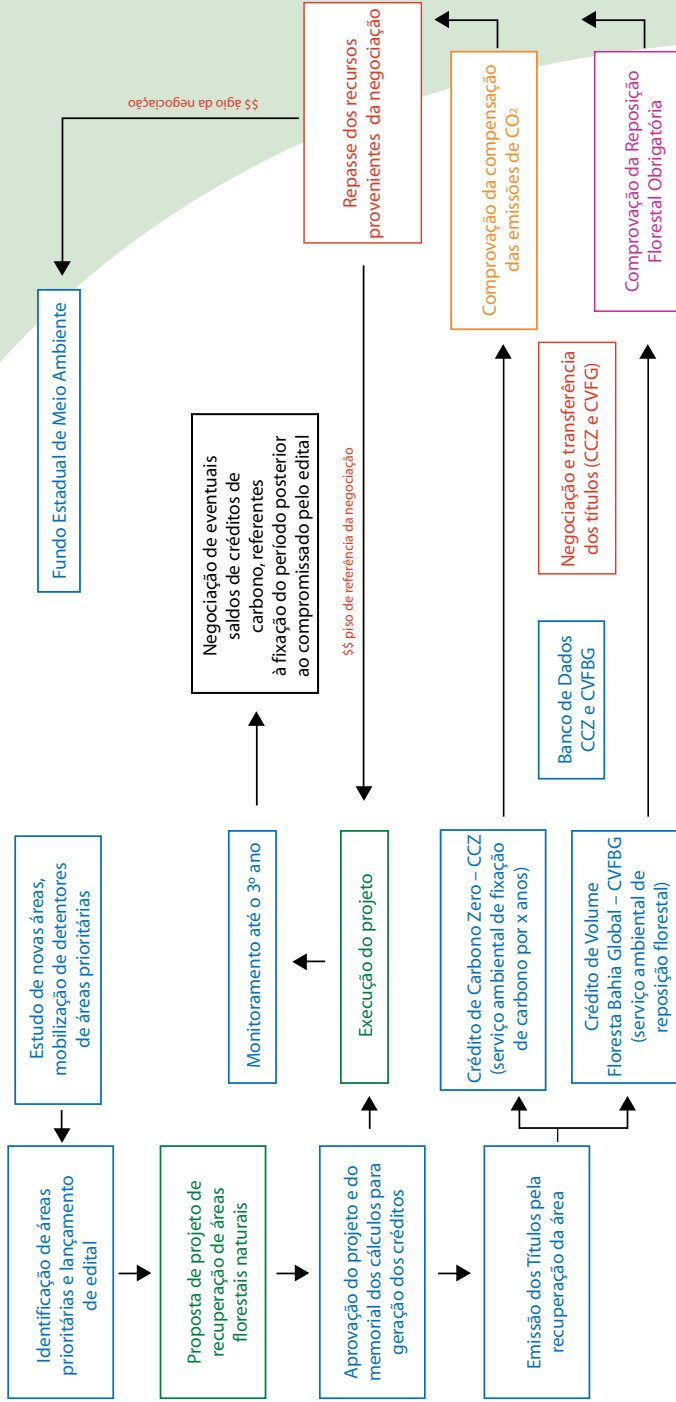 Estudo de novas áreas,
mobilização de detentores
de áreas prioritárias
Fundo Estadual de Meio Ambiente
Identificação de áreas
prioritárias e lançamento
de edital
$$ ágio da negociação
Proposta de projeto de
recuperação de áreas
florestais naturais
Monitoramento até o 3º ano
Negociação de eventuais
saldos de créditos de
carbono, referentes
à fixação do período posterior
ao compromissado pelo edital
Aprovação do projeto e do
memorial dos cálculos para
geração dos créditos
Execução do projeto
$$ piso de referência da negociação
Repasse dos recursos
provenientes da negociação
Emissão dos Títulos pela
recuperação da área
Crédito de Carbono Zero – CCZ
(serviço ambiental de fixação
de carbono por x anos)
Comprovação da compensação
das emissões de CO2
Banco de Dados
CCZ e CVFBG
Negociação e transferência
dos títulos (CCZ e CVFG)
Crédito de Volume
Floresta Bahia Global – CVFBG
(serviço ambiental de
reposição florestal)
Comprovação da Reposição
Florestal Obrigatória